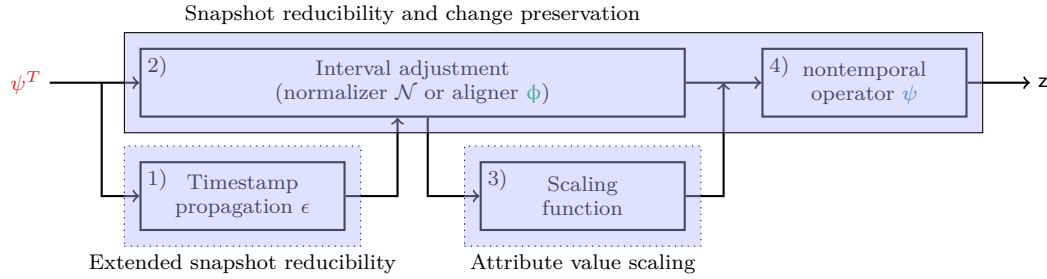 Snapshot reducibility and change preservation
ψᵀ
2)
Interval adjustment
(normalizer 𝒩 or aligner ϕ)
4)
nontemporal
operator ψ
z
1)
Timestamp
propagation ϵ
3)
Scaling
function
Extended snapshot reducibility
Attribute value scaling